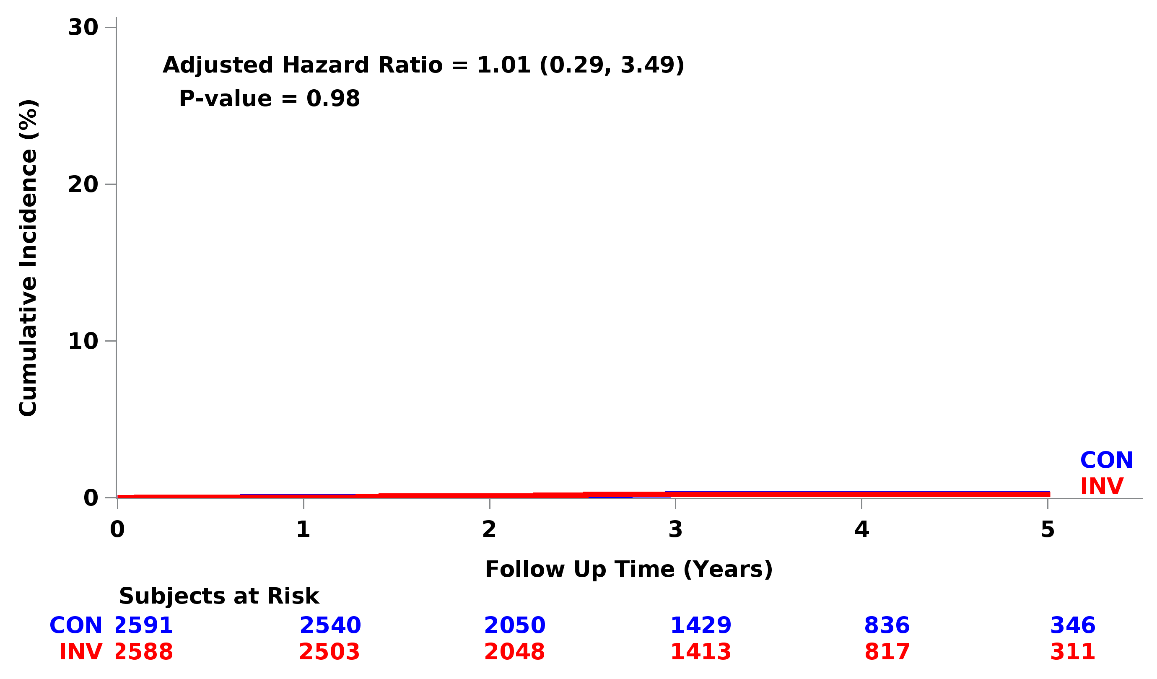 30
Adjusted Hazard Ratio = 1.01 (0.29, 3.49)
P-value = 0.98
20
10
0
Cumulative Incidence (%)
CON
INV
0 1 2 3 4 5
Follow Up Time (Years)
Subjects at Risk
CON 2591 2540 2050 1429 836 346
INV 2588 2503 2048 1413 817 311